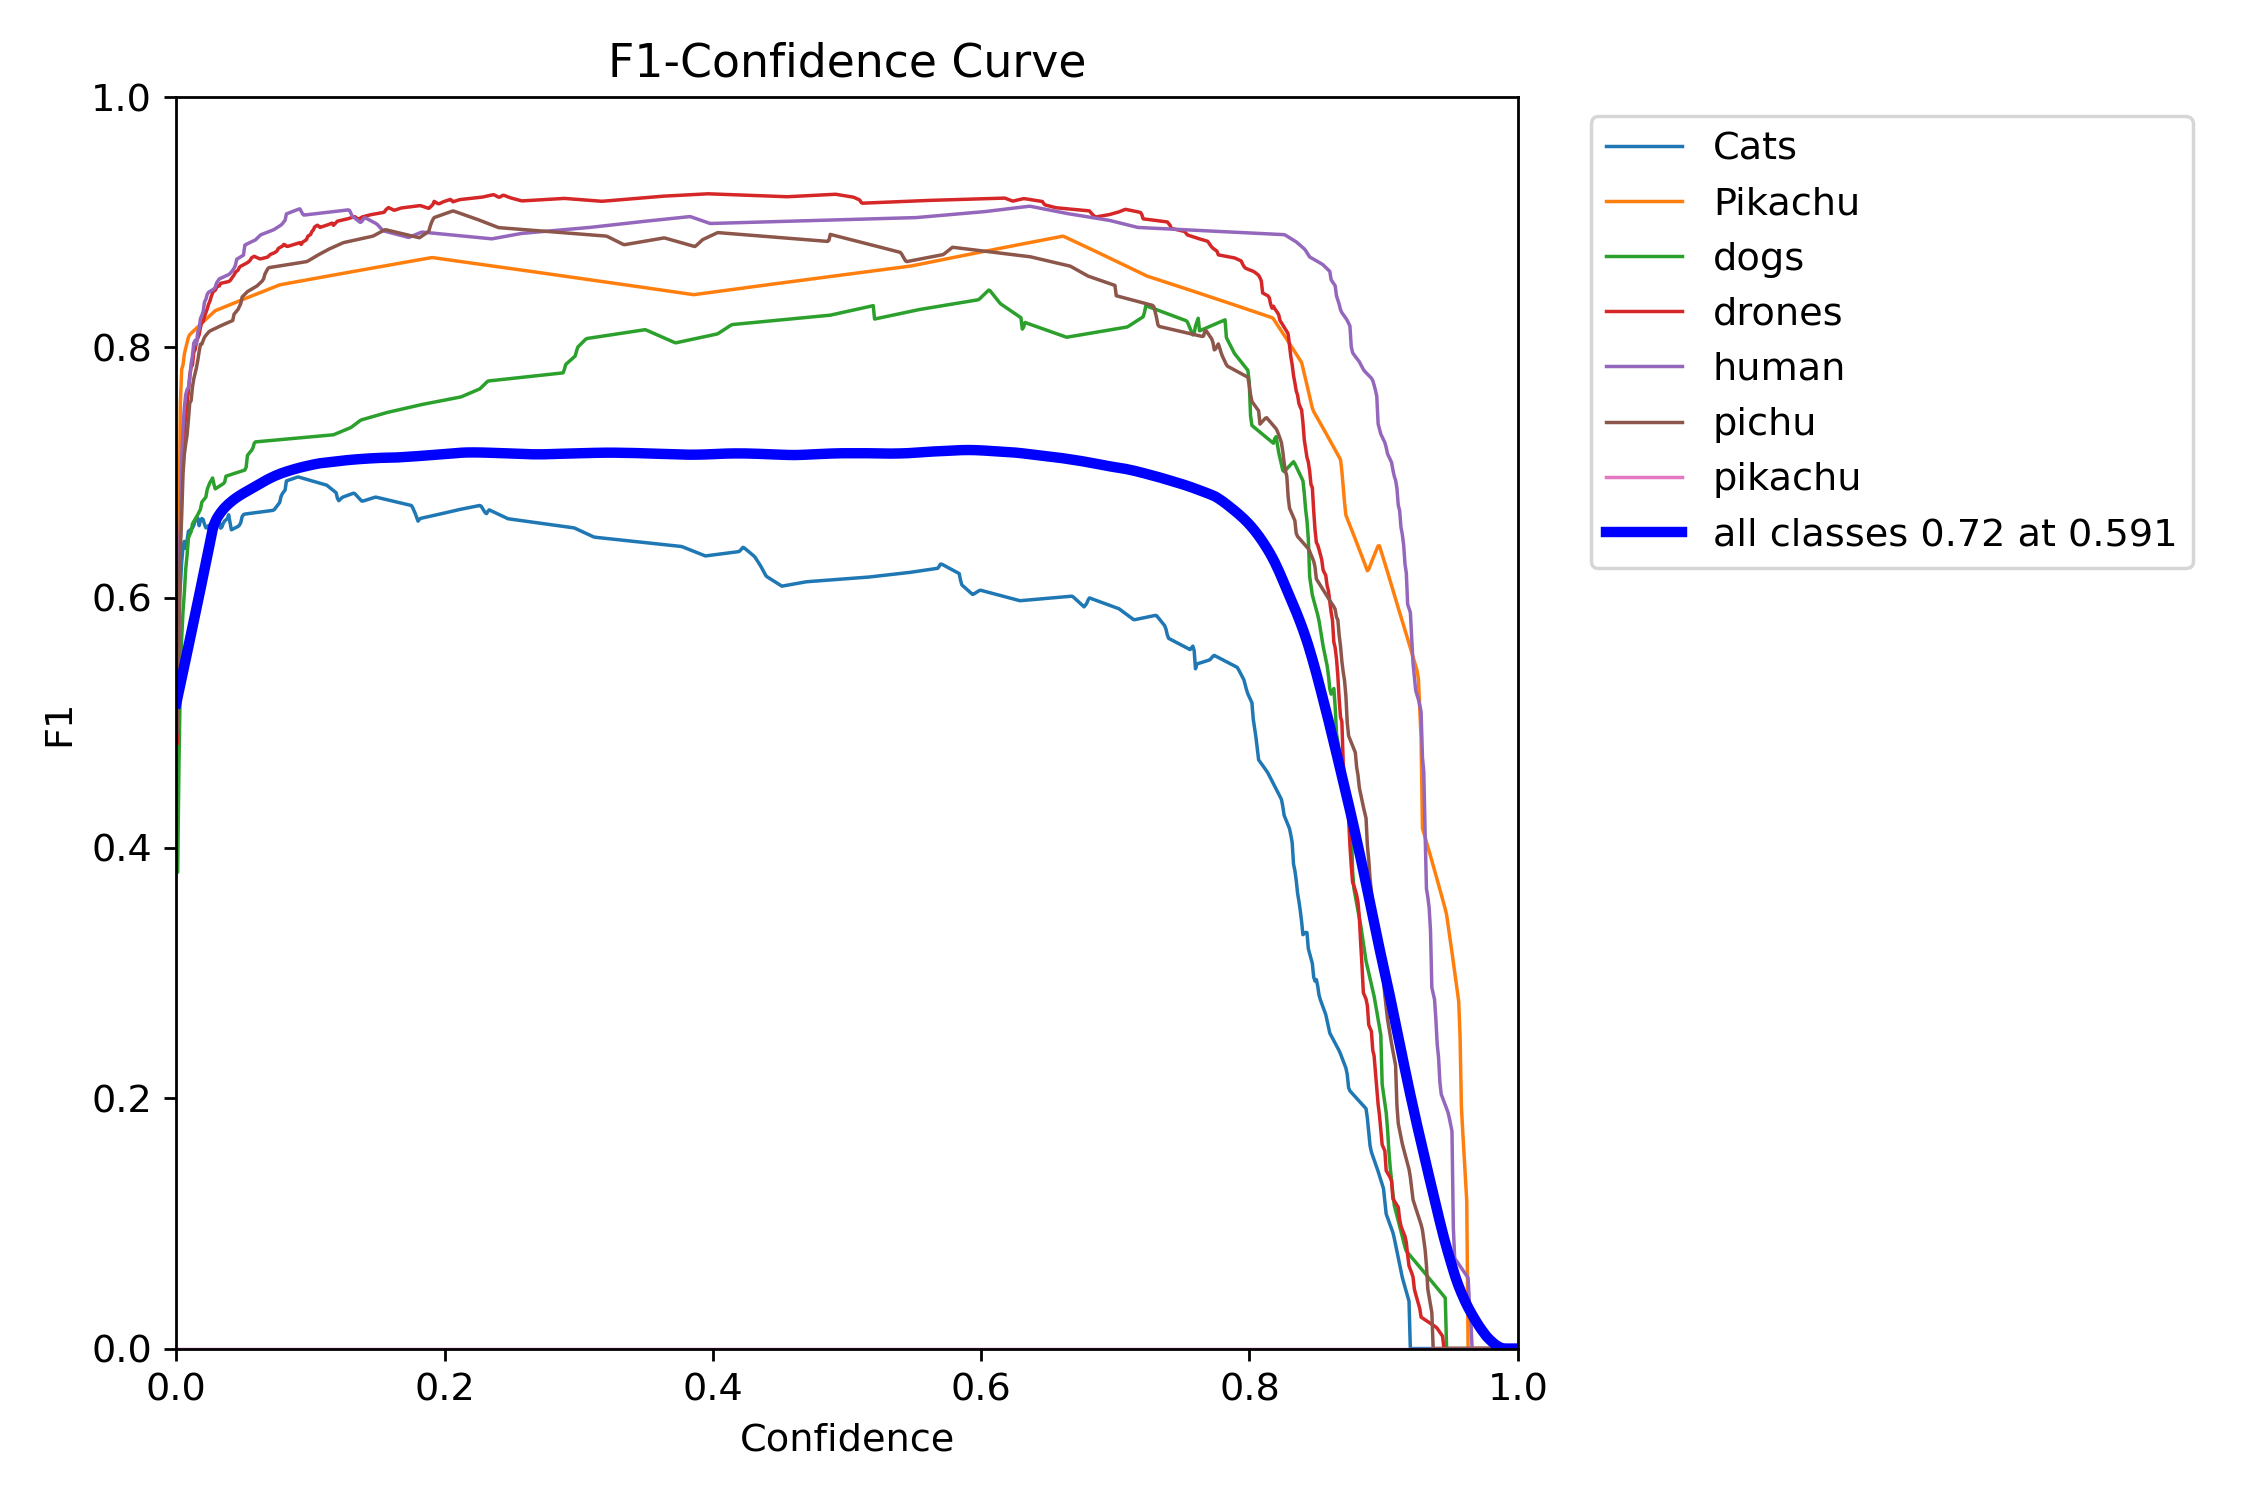 F1-Confidence Curve
1.0
0.8
0.6
0.4
0.2
0.0
F1
0.0 0.2 0.4 0.6 0.8 1.0
Confidence
Cats
Pikachu
dogs
drones
human
pichu
pikachu
all classes 0.72 at 0.591